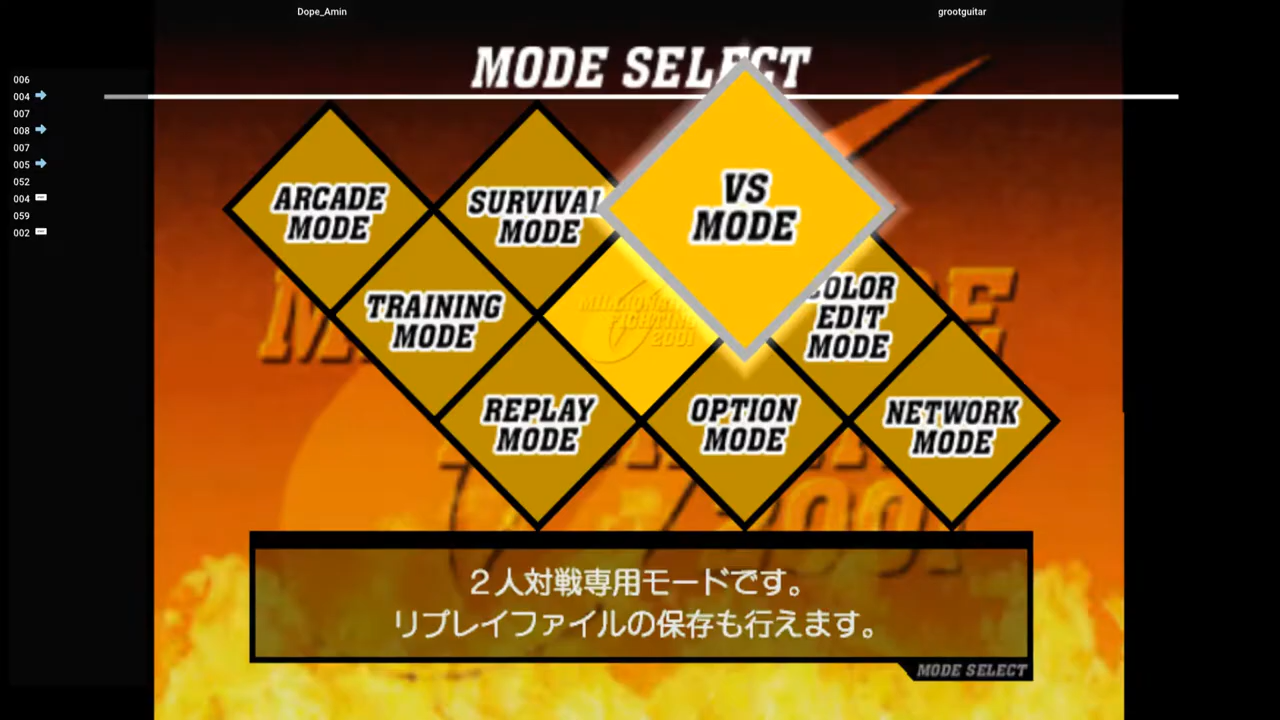 Dope_Amin
grootguitar
MODE SELECT
006
004
007
008
007
005
052
004
059
002
ARCADE
MODE
SURVIVAL
MODE
VS
MODE
TRAINING
MODE
COLOR
EDIT
MODE
REPLAY
MODE
OPTION
MODE
NETWORK
MODE
2人対戦専用モードです。
リプレイファイルの保存も行えます。
MODE SELECT